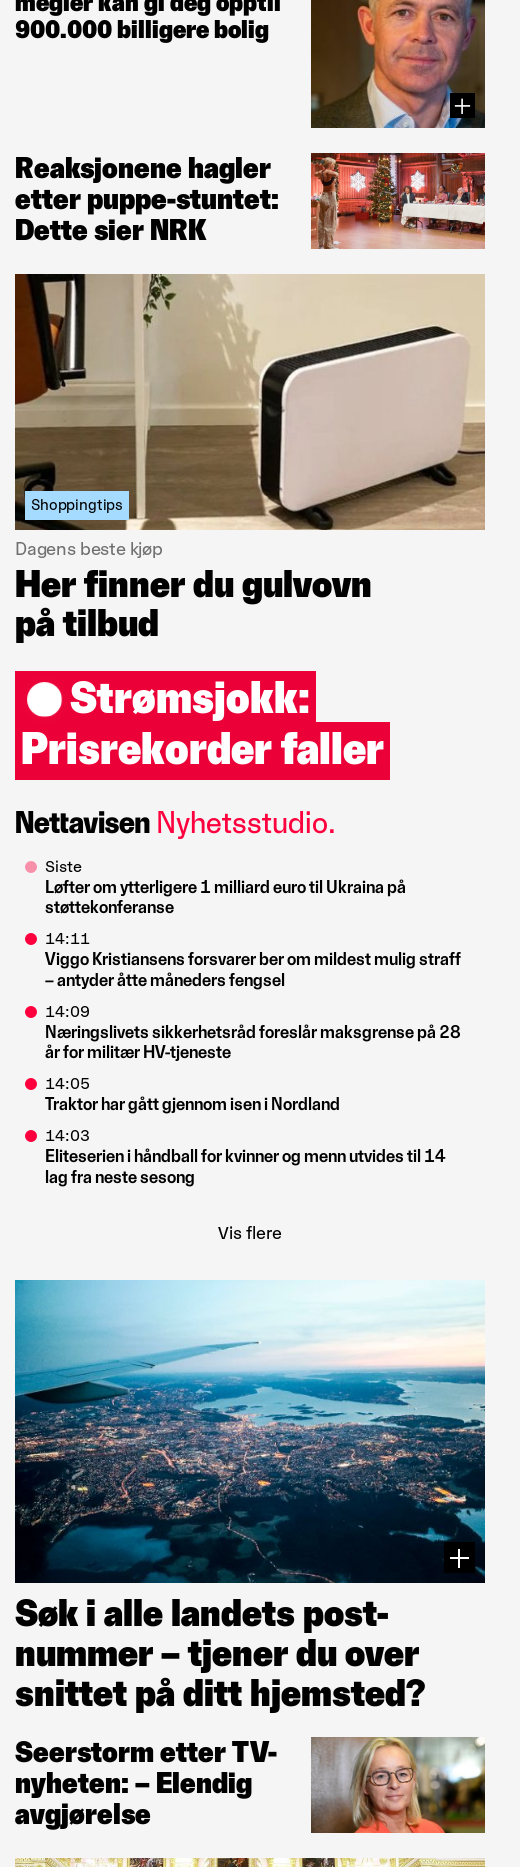 megler kan gi deg opptil
900.000 billigere bolig
Reaksjonene hagler
etter puppe-stuntet:
Dette sier NRK
Shoppingtips
Dagens beste kjøp
Her finner du gulvovn
på tilbud
Strømsjokk:
Prisrekorder faller
Nettavisen Nyhetsstudio.
Siste
Løfter om ytterligere 1 milliard euro til Ukraina på
støttekonferanse
14:11
Viggo Kristiansens forsvarer ber om mildest mulig straff
– antyder åtte måneders fengsel
14:09
Næringslivets sikkerhetsråd foreslår maksgrense på 28
år for militær HV-tjeneste
14:05
Traktor har gått gjennom isen i Nordland
14:03
Eliteserien i håndball for kvinner og menn utvides til 14
lag fra neste sesong
Vis flere
Søk i alle landets post-
nummer – tjener du over
snittet på ditt hjemsted?
Seerstorm etter TV-
nyheten: – Elendig
avgjørelse